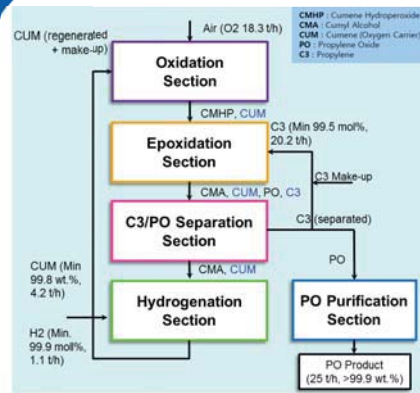 CMHP : Cumene Hydroperoxide
CMA : Cumyl Alcohol
CUM : Cumene (Oxygen Carrier)
PO : Propylene Oxide
C3 : Propylene
Air (O2 18.3 t/h)
CUM (regenerated
+ make-up)
Oxidation
Section
CMHP, CUM
C3 (Min 99.5 mol%,
20.2 t/h)
Epoxidation
Section
C3 Make-up
CMA, CUM, PO, C3
C3/PO Separation
Section
C3 (separated)
CMA, CUM
PO
CUM (Min
99.8 wt.%,
4.2 t/h)
Hydrogenation
Section
PO Purification
Section
H2 (Min.
99.9 mol%,
1.1 t/h)
PO Product
(25 t/h, >99.9 wt.%)